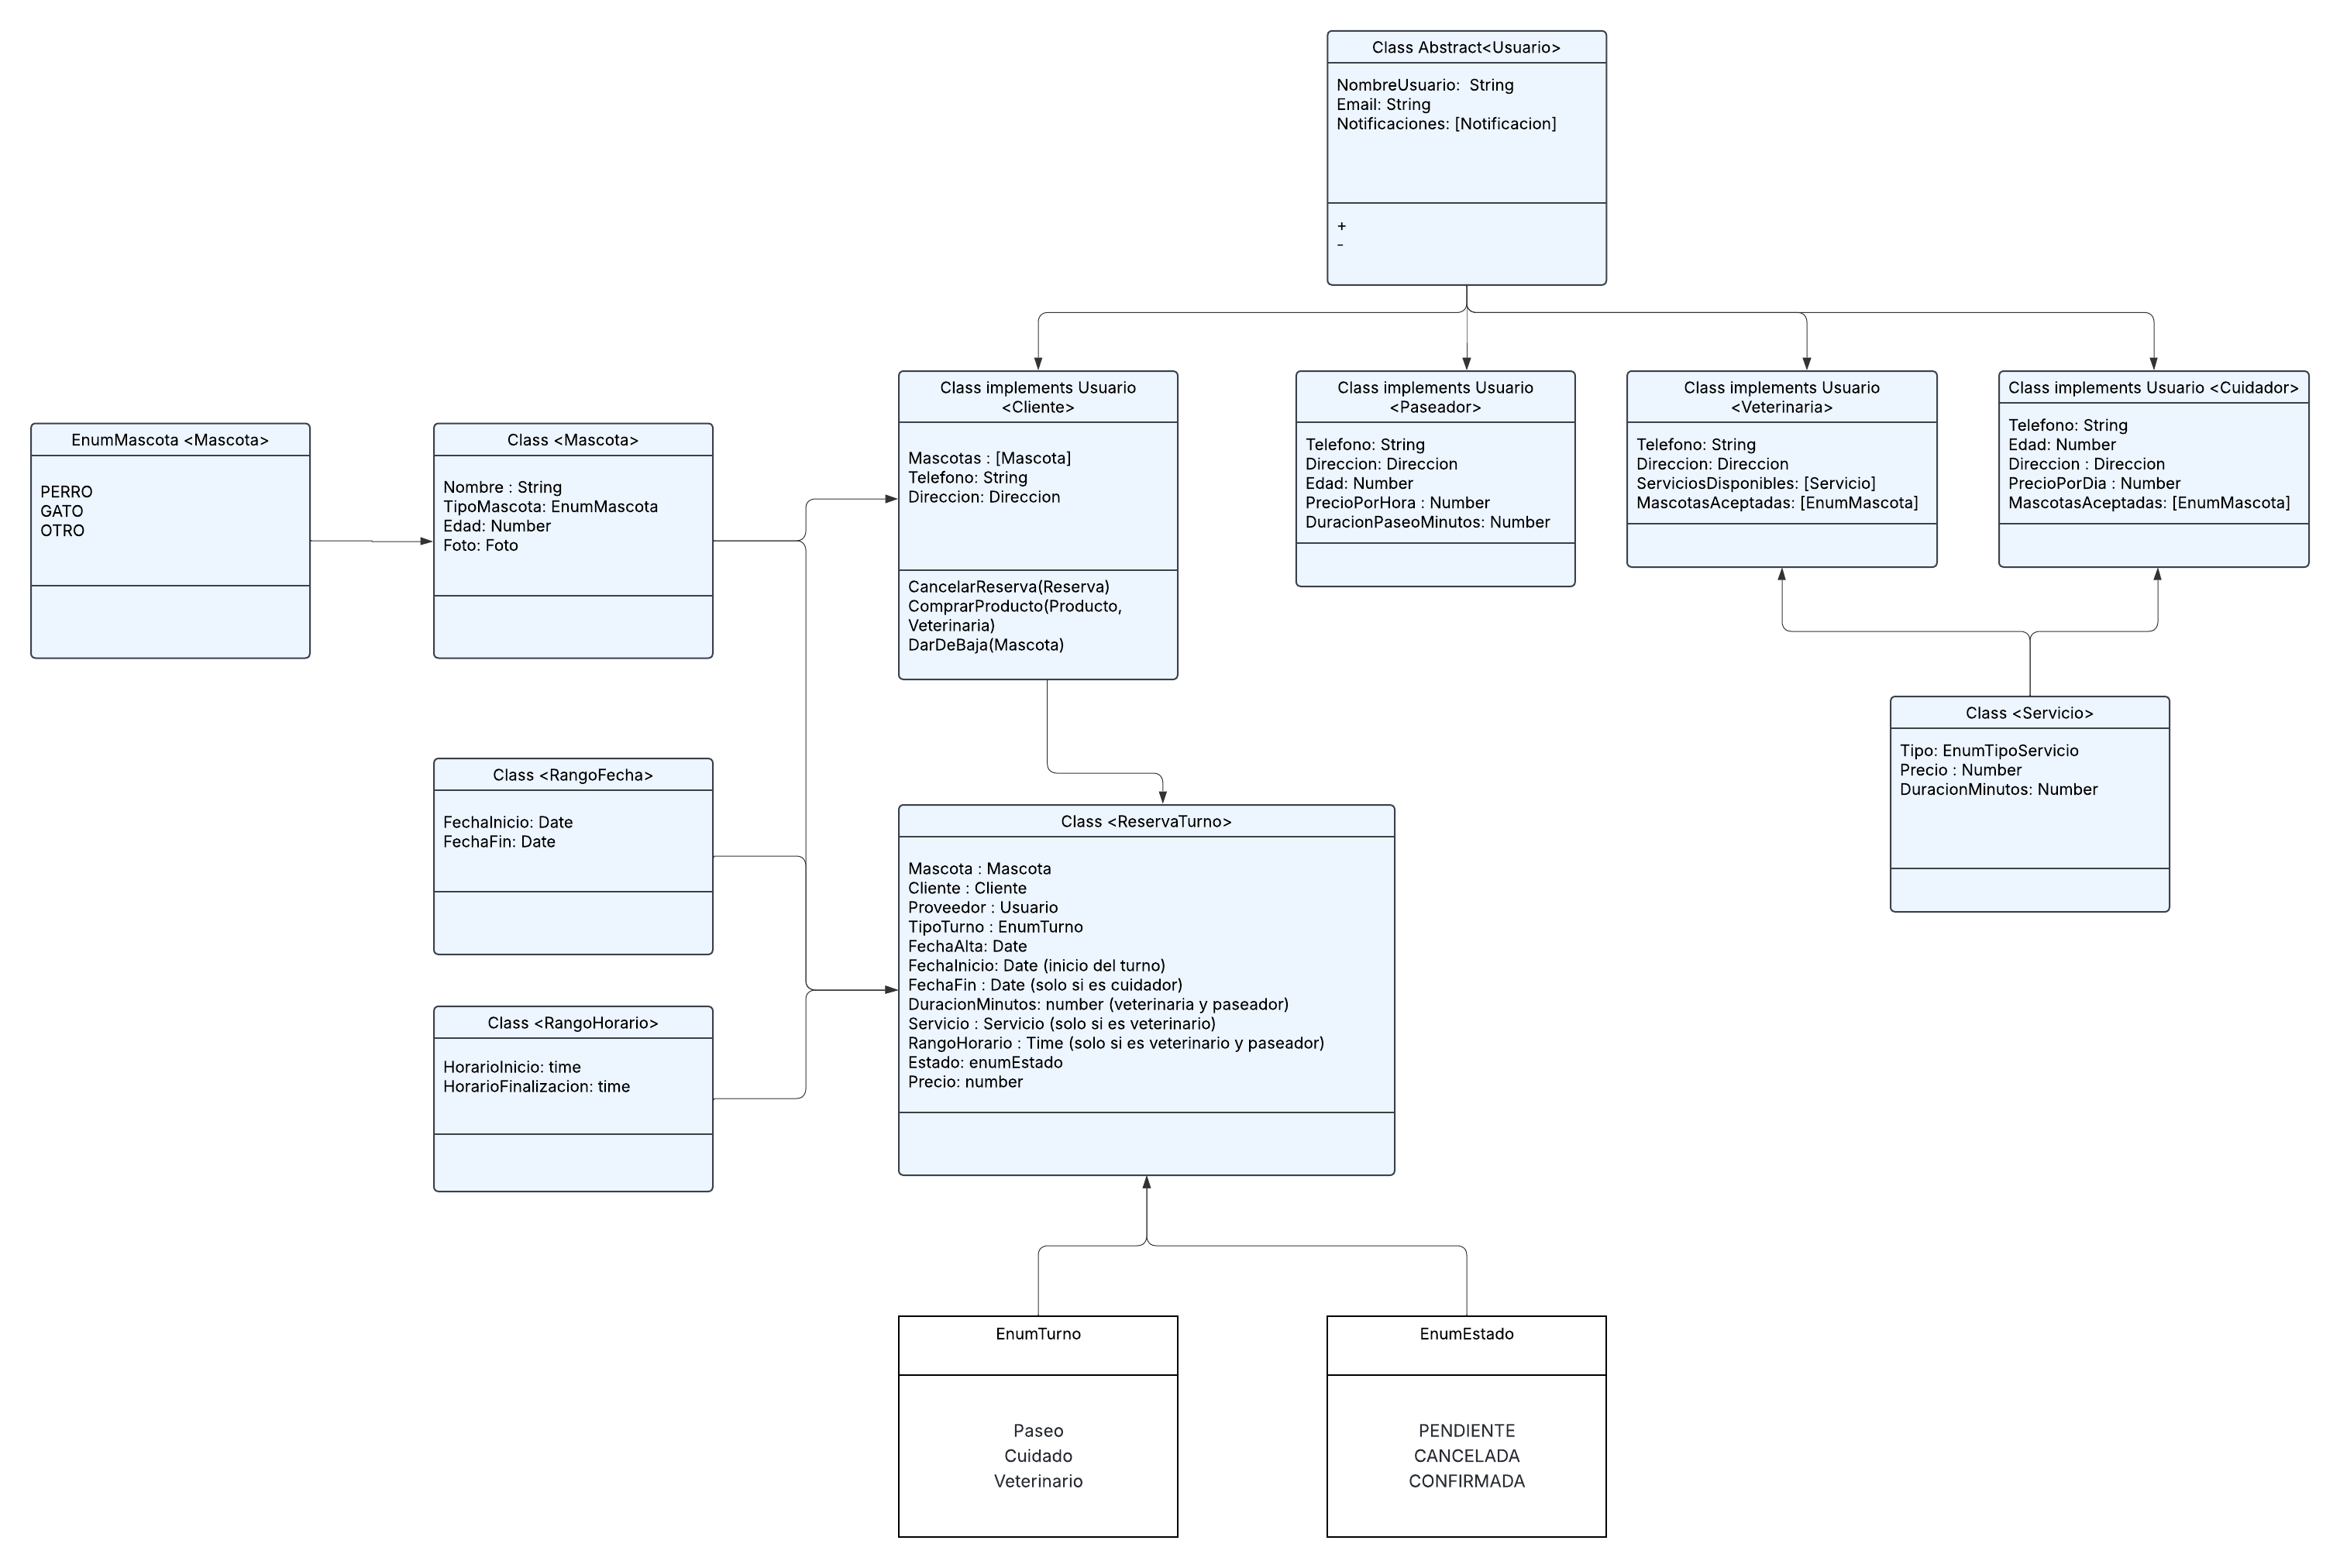 Class Abstract<Usuario>
NombreUsuario:  String
Email: String
Notificaciones: [Notificacion]
+
-
Class implements Usuario
<Cliente>
Mascotas : [Mascota]
Telefono: String
Direccion: Direccion
CancelarReserva(Reserva)
ComprarProducto(Producto,
Veterinaria)
DarDeBaja(Mascota)
Class implements Usuario
<Paseador>
Telefono: String
Direccion: Direccion
Edad: Number
PrecioPorHora : Number
DuracionPaseoMinutos: Number
Class implements Usuario
<Veterinaria>
Telefono: String
Direccion: Direccion
ServiciosDisponibles: [Servicio]
MascotasAceptadas: [EnumMascota]
Class implements Usuario <Cuidador>
Telefono: String
Edad: Number
Direccion : Direccion
PrecioPorDia : Number
MascotasAceptadas: [EnumMascota]
EnumMascota <Mascota>
PERRO
GATO
OTRO
Class <Mascota>
Nombre : String
TipoMascota: EnumMascota
Edad: Number
Foto: Foto
Class <Servicio>
Tipo: EnumTipoServicio
Precio : Number
DuracionMinutos: Number
Class <RangoFecha>
FechaInicio: Date
FechaFin: Date
Class <ReservaTurno>
Mascota : Mascota
Cliente : Cliente
Proveedor : Usuario
TipoTurno : EnumTurno
FechaAlta: Date
FechaInicio: Date (inicio del turno)
FechaFin : Date (solo si es cuidador)
DuracionMinutos: number (veterinaria y paseador)
Servicio : Servicio (solo si es veterinario)
RangoHorario : Time (solo si es veterinario y paseador)
Estado: enumEstado
Precio: number
Class <RangoHorario>
HorarioInicio: time
HorarioFinalizacion: time
EnumTurno
Paseo
Cuidado
Veterinario
EnumEstado
PENDIENTE
CANCELADA
CONFIRMADA